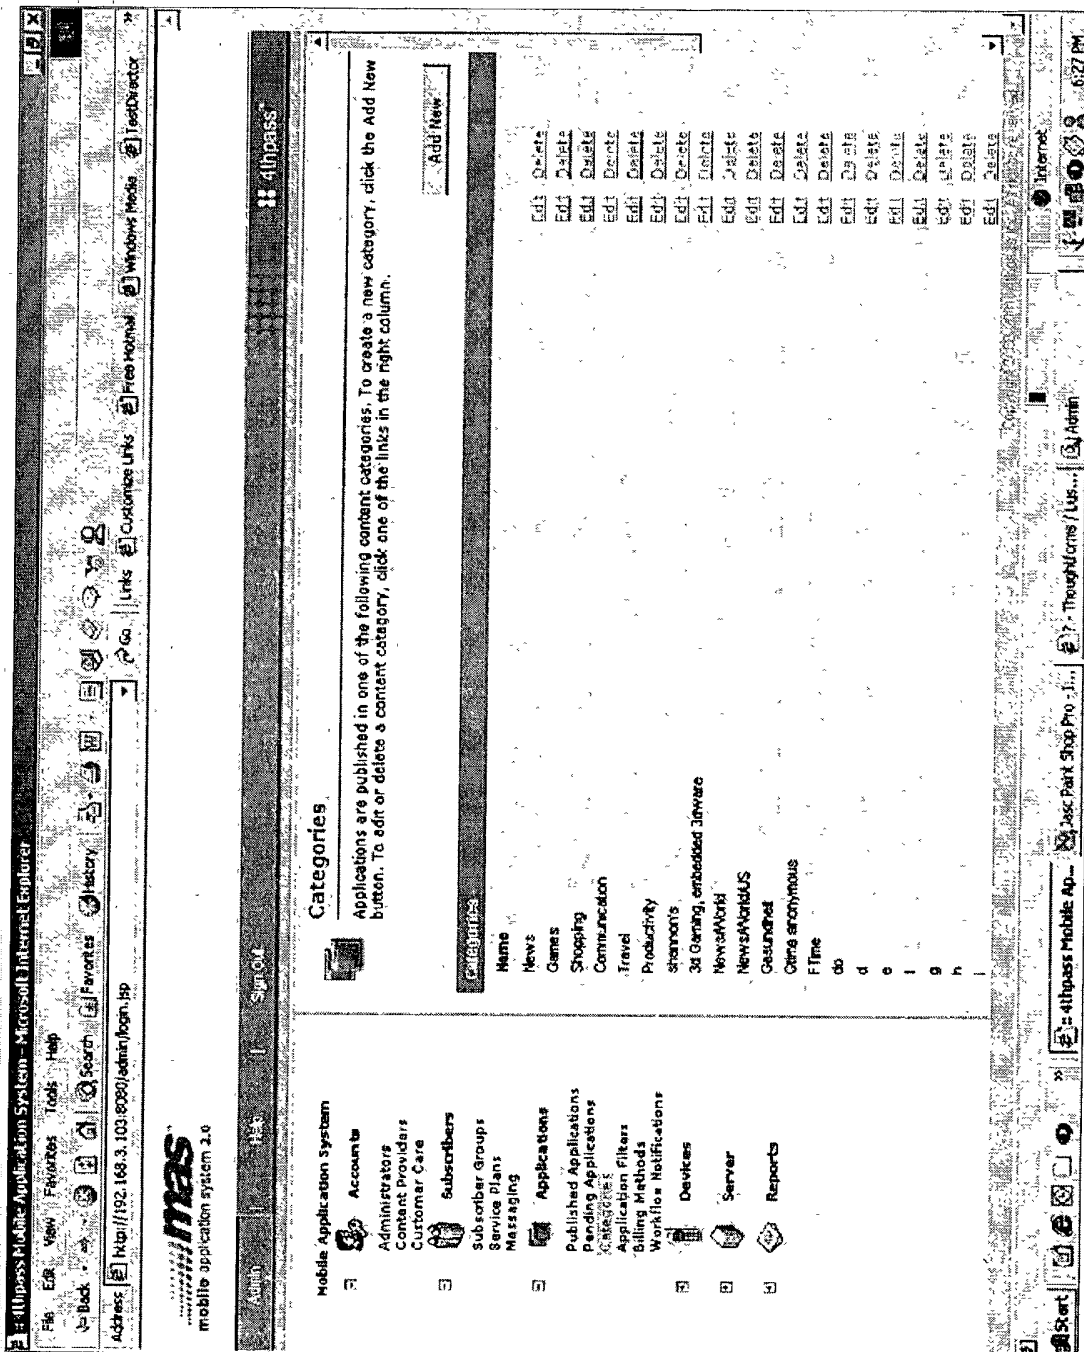 :: 4thpass Mobile Application System - Microsoft Internet Explorer
File Edit View Favorites Tools Help
Back Search Favorites History
Address http://192.168.3.103:8080/admin/login.jsp Go Links Customize Links Free Hotmail Windows Media TestDirector
mas
mobile application system 2.0
Admin | Help | Sign out 4thpass
Mobile Application System
Accounts
Administrators
Content Providers
Customer Care
Subscribers
Subscriber Groups
Service Plans
Messaging
Applications
Published Applications
Pending Applications
Categories
Application Filters
Billing Methods
Workflow Notifications
Devices
Server
Reports
Categories
Applications are published in one of the following content categories. To create a new category, click the Add New
button. To edit or delete a content category, click one of the links in the right column.
Add New
Categories
Name
News Edit Delete
Games Edit Delete
Shopping Edit Delete
Communication Edit Delete
Travel Edit Delete
Productivity Edit Delete
shannon's Edit Delete
3d Gaming, embedded 3dware Edit Delete
Edit Delete
Edit Delete
Gesundheit Edit Delete
anonymous Edit Delete
FTime Edit Delete
do Edit Delete
d Edit Delete
e Edit Delete
Edit Delete
g Edit Delete
h Edit Delete
Edit Delete
Internet
Start :: 4thpass Mobile Ap... Jasc Paint Shop Pro - I... ? - Thoughtforms / Lus... Admin 6:27 PM